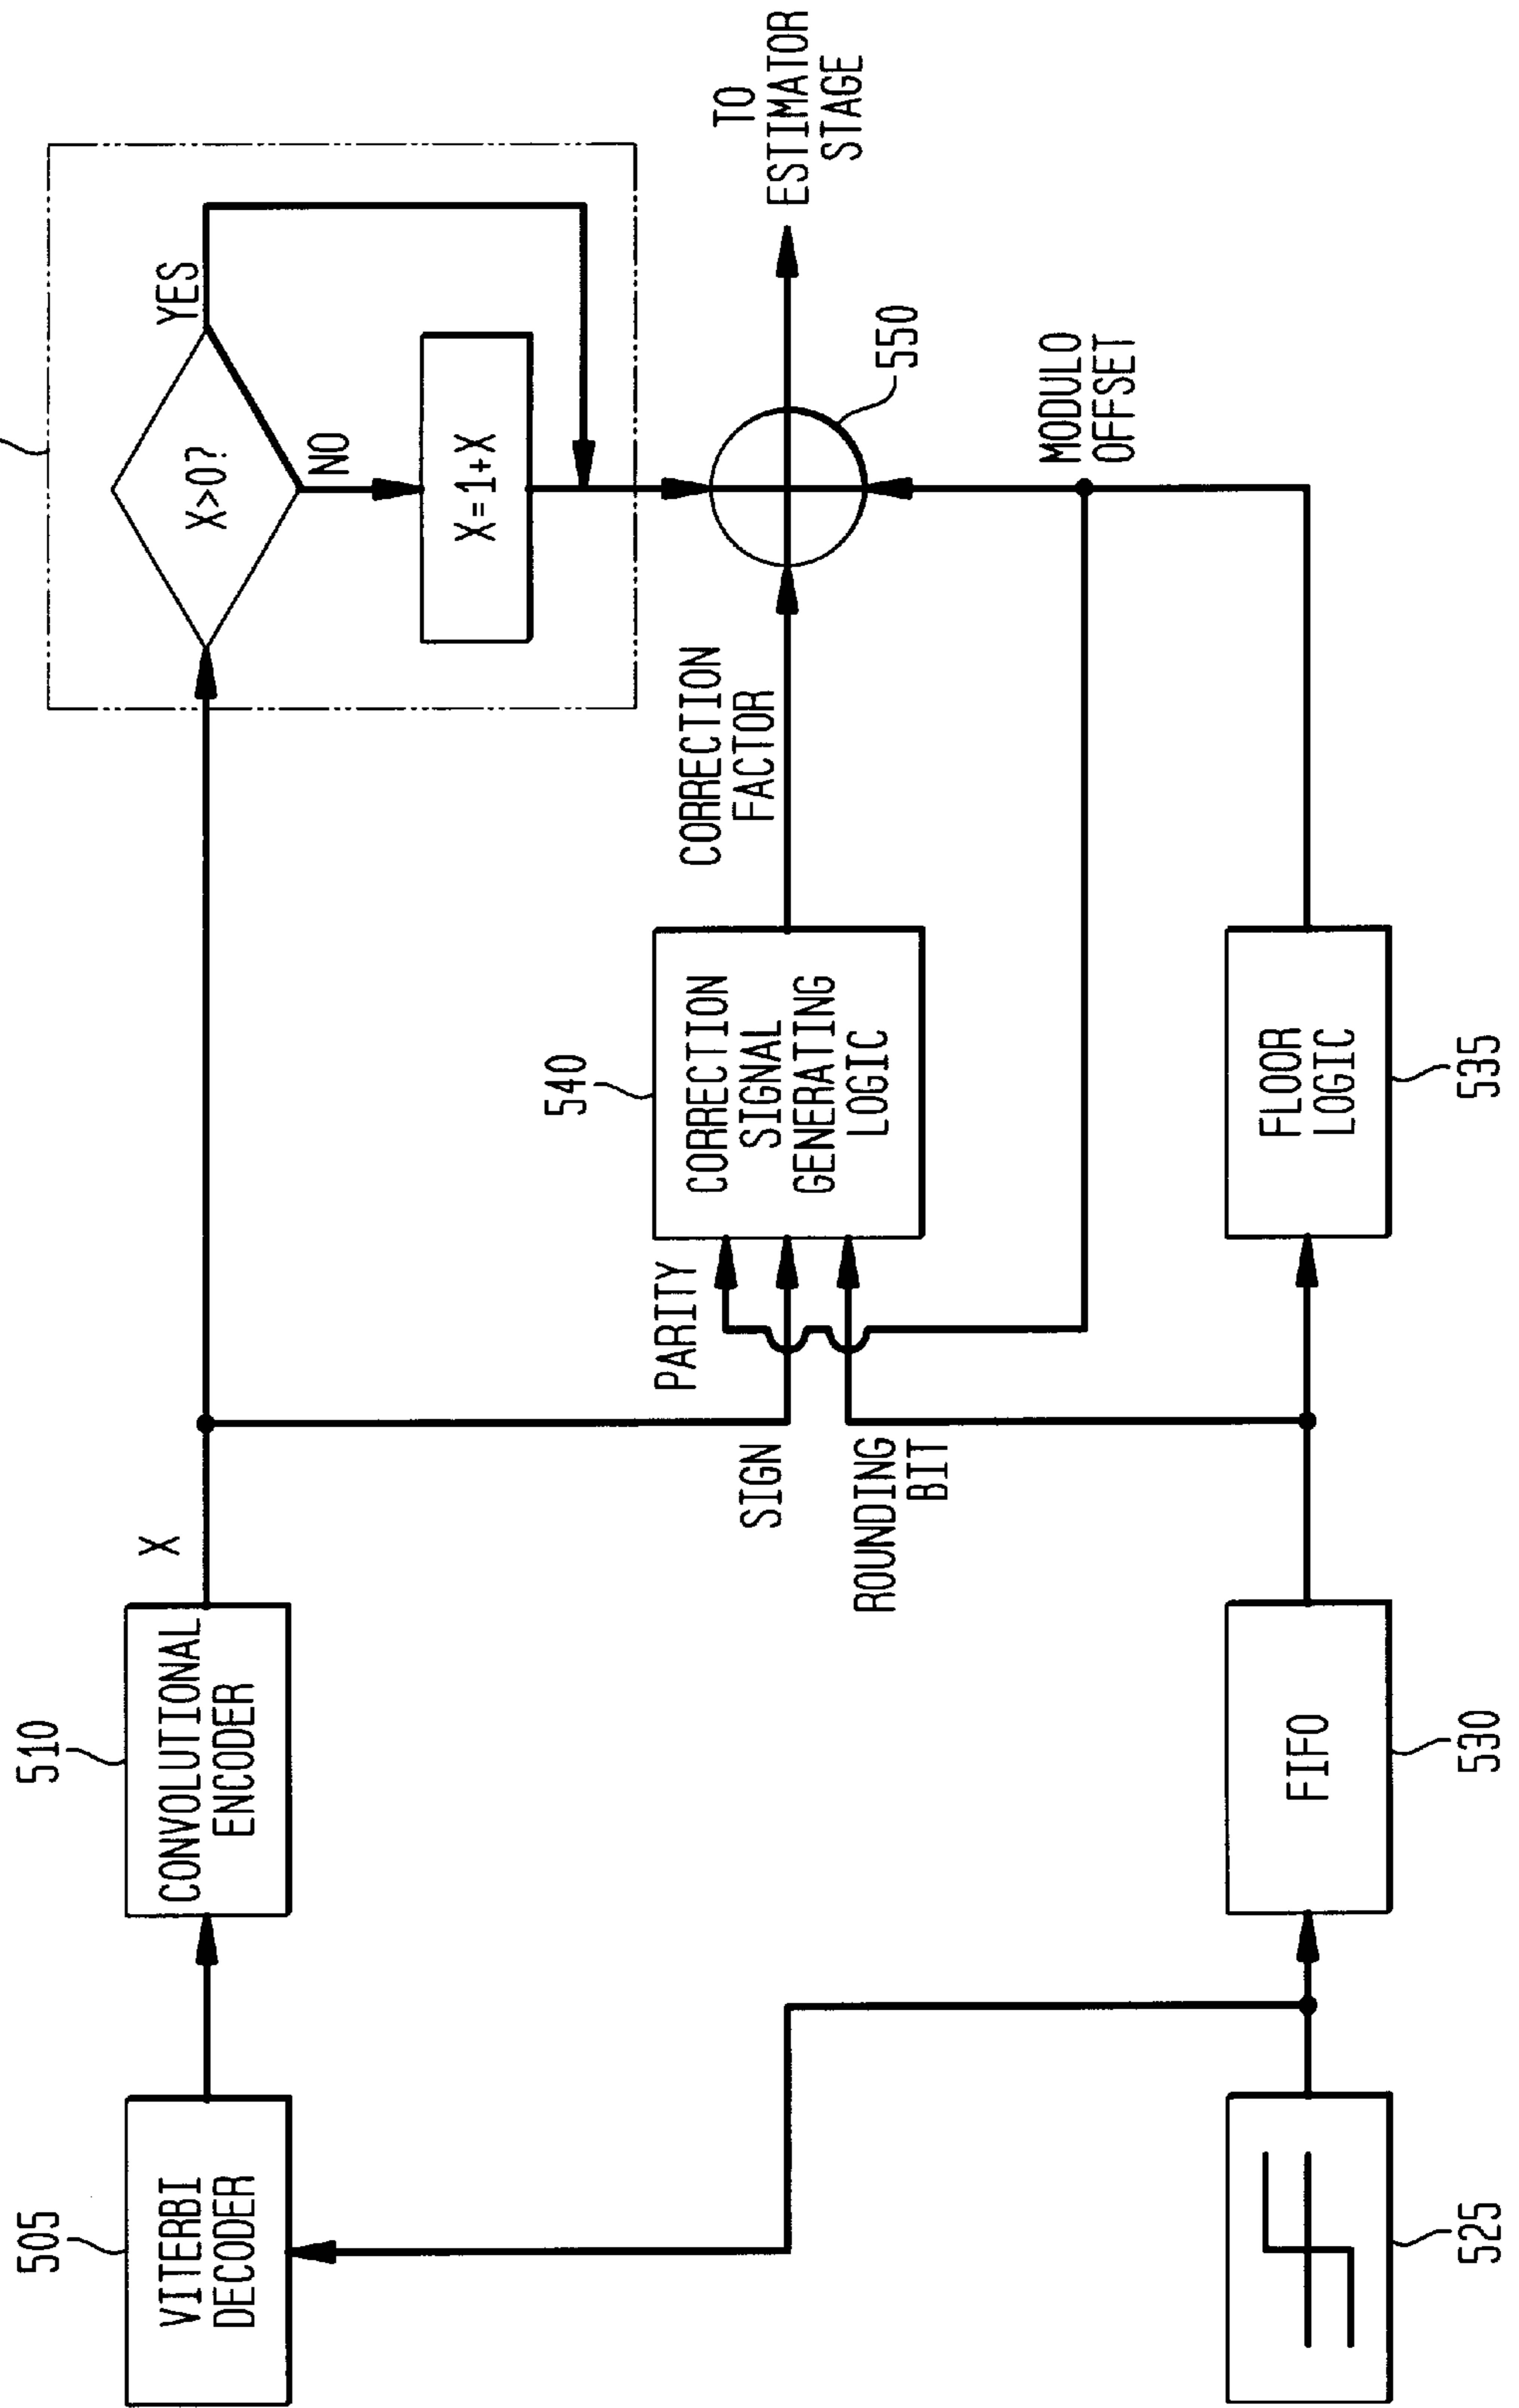 505
VITERBI
DECODER
510
CONVOLUTIONAL
ENCODER
X
X>0?
YES
NO
X=1+X
SIGN
ROUNDING
BIT
PARITY
540
CORRECTION
SIGNAL
GENERATING
LOGIC
CORRECTION
FACTOR
550
TO
ESTIMATOR
STAGE
MODULO
OFFSET
525
FIFO
530
FLOOR
LOGIC
535